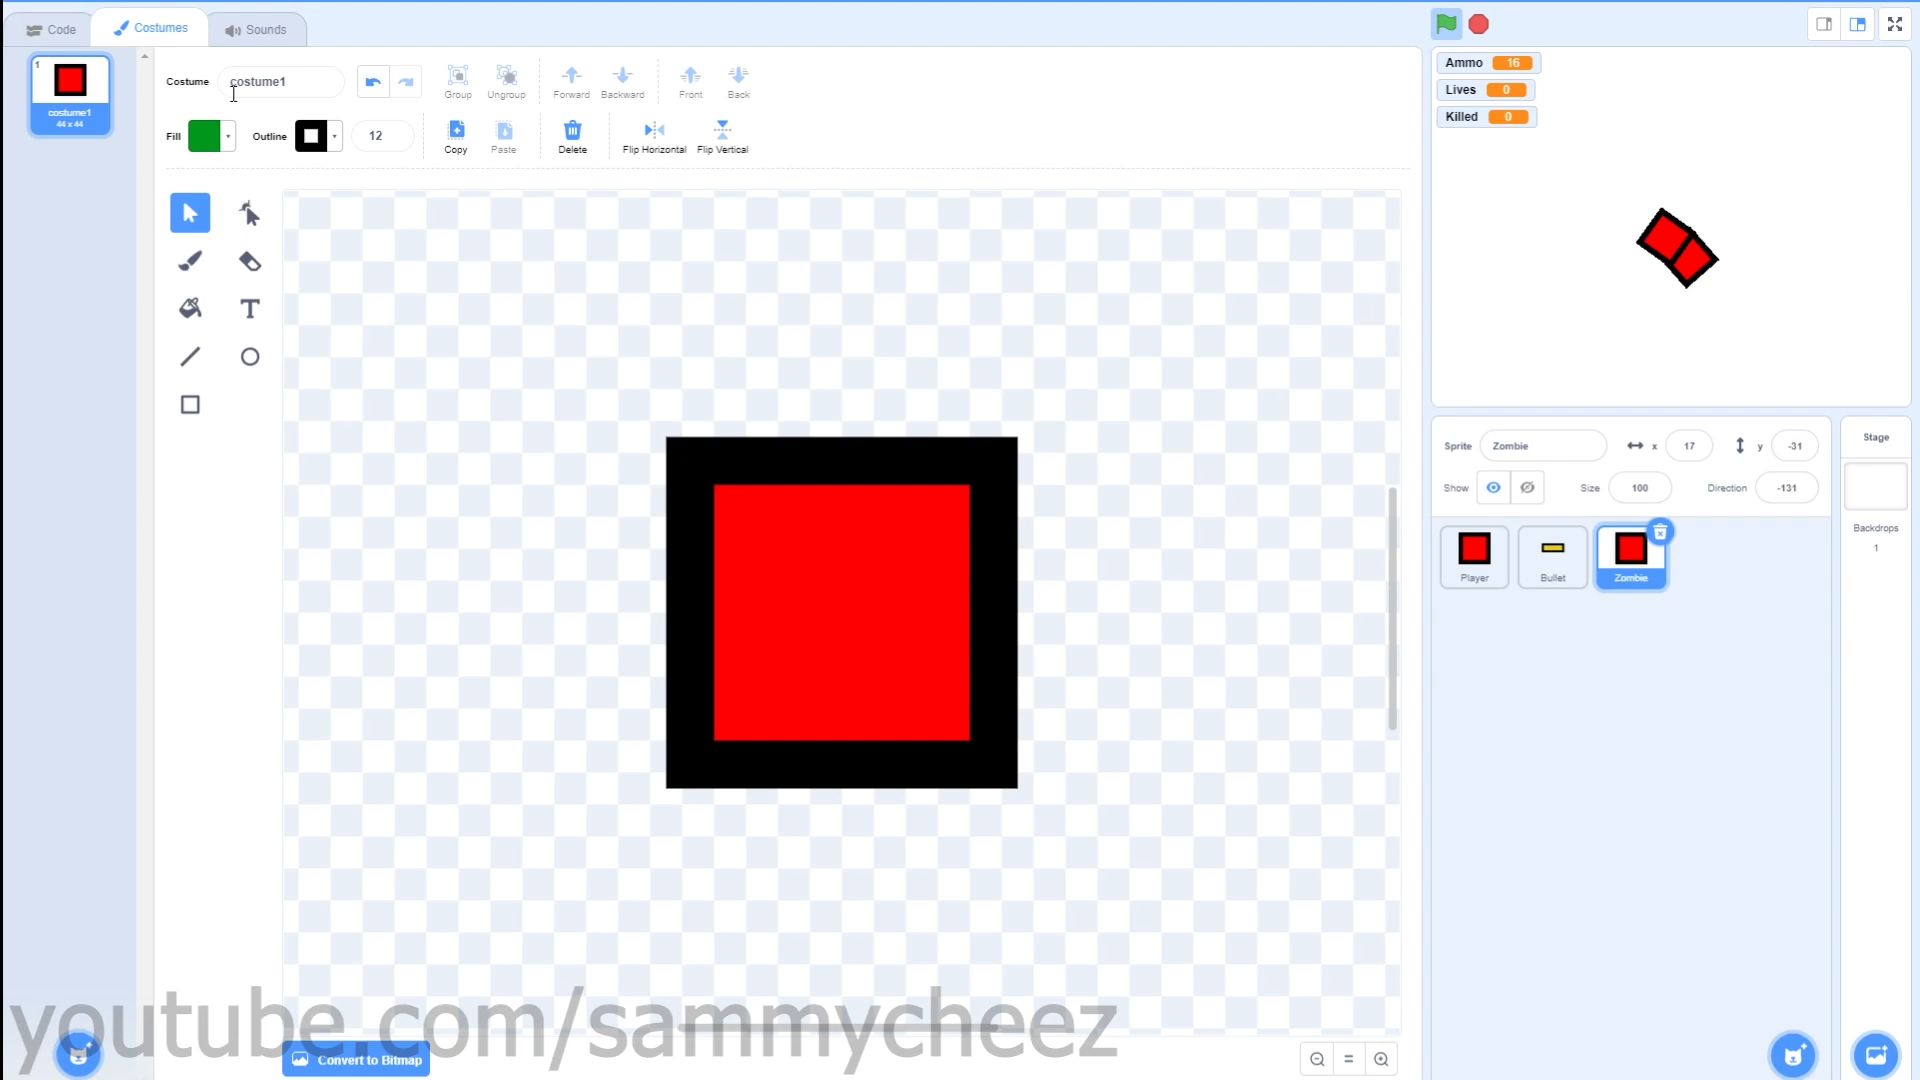 Code
Costumes
Sounds
1
costume1
44 x 44
Costume
costume1
Group
Ungroup
Forward
Backward
Front
Back
Fill
Outline
12
Copy
Paste
Delete
Flip Horizontal
Flip Vertical
T
Convert to Bitmap
youtube.com/sammycheez
Ammo 16
Lives 0
Killed 0
Sprite Zombie
x 17
y -31
Show
Size 100
Direction -131
Player
Bullet
Zombie
Stage
Backdrops
1